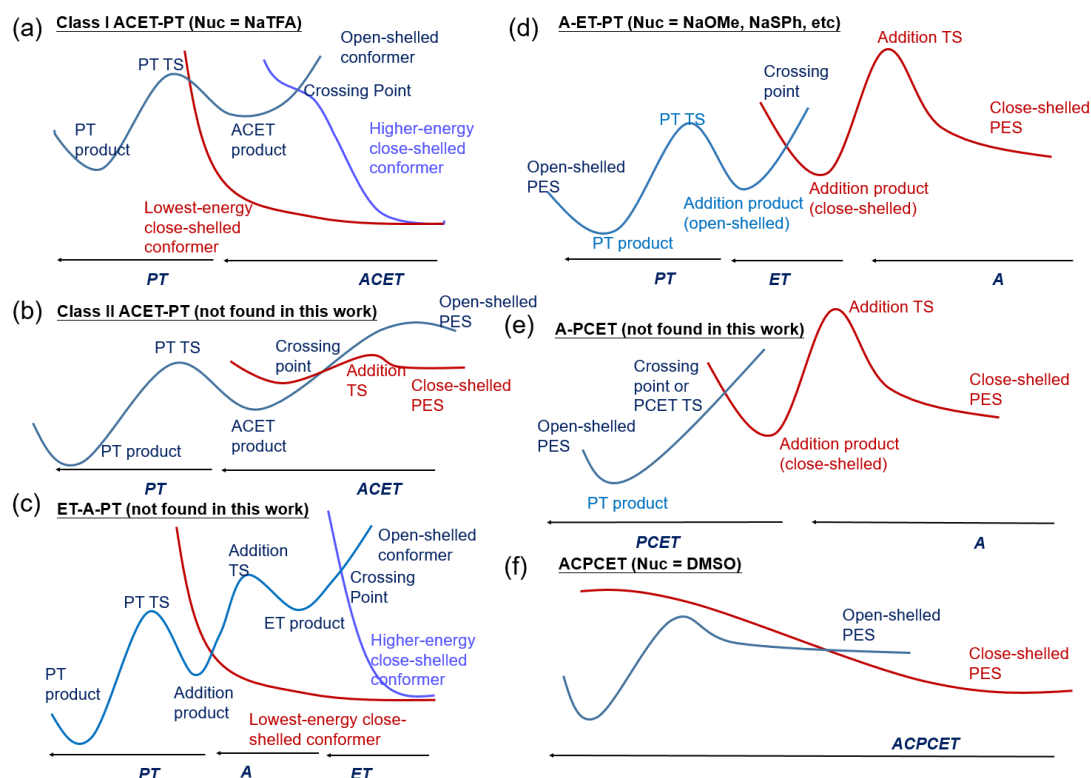 (a)
Class I ACET-PT (Nuc = NaTFA)
PT TS
Open-shelled
conformer
Crossing Point
PT
product
ACET
product
Higher-energy
close-shelled
conformer
Lowest-energy
close-shelled
conformer
PT
ACET
(b)
Class II ACET-PT (not found in this work)
PT TS
Crossing
point
Open-shelled
PES
Addition
TS
Close-shelled
PES
PT product
ACET
product
PT
ACET
(c)
ET-A-PT (not found in this work)
PT TS
Addition
TS
Open-shelled
conformer
Crossing
Point
ET product
PT
product
Addition
product
Higher-energy
close-shelled
conformer
Lowest-energy close-
shelled conformer
PT
A
ET
(d)
A-ET-PT (Nuc = NaOMe, NaSPh, etc)
Addition TS
Crossing
point
PT TS
Close-shelled
PES
Open-shelled
PES
Addition product
(open-shelled)
Addition product
(close-shelled)
PT product
PT
ET
A
(e)
A-PCET (not found in this work)
Addition TS
Crossing
point or
PCET TS
Close-shelled
PES
Open-shelled
PES
Addition product
(close-shelled)
PT product
PCET
A
(f)
ACPCET (Nuc = DMSO)
Open-shelled
PES
Close-shelled
PES
ACPCET